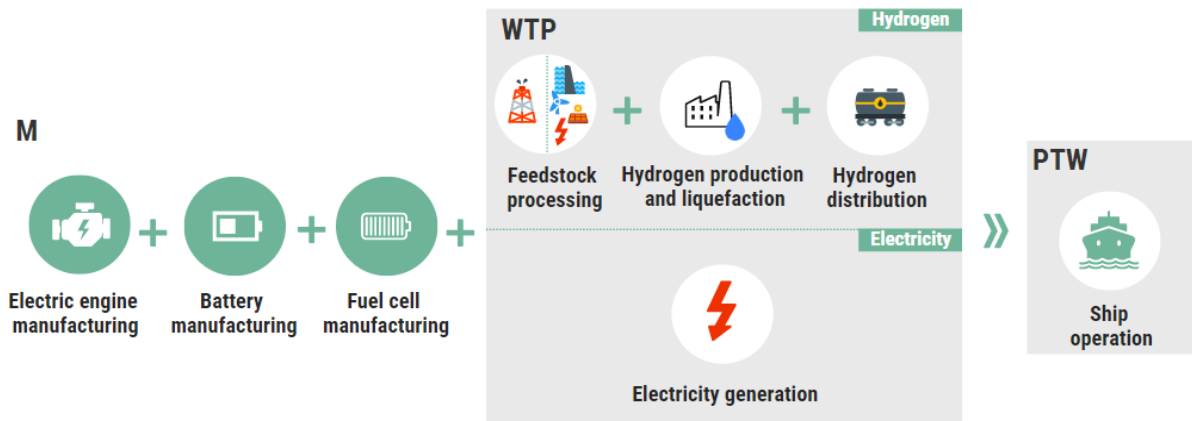 M
Electric engine
manufacturing
Battery
manufacturing
Fuel cell
manufacturing
WTP
Hydrogen
Feedstock
processing
Hydrogen production
and liquefaction
Hydrogen
distribution
Electricity
Electricity generation
PTW
Ship
operation